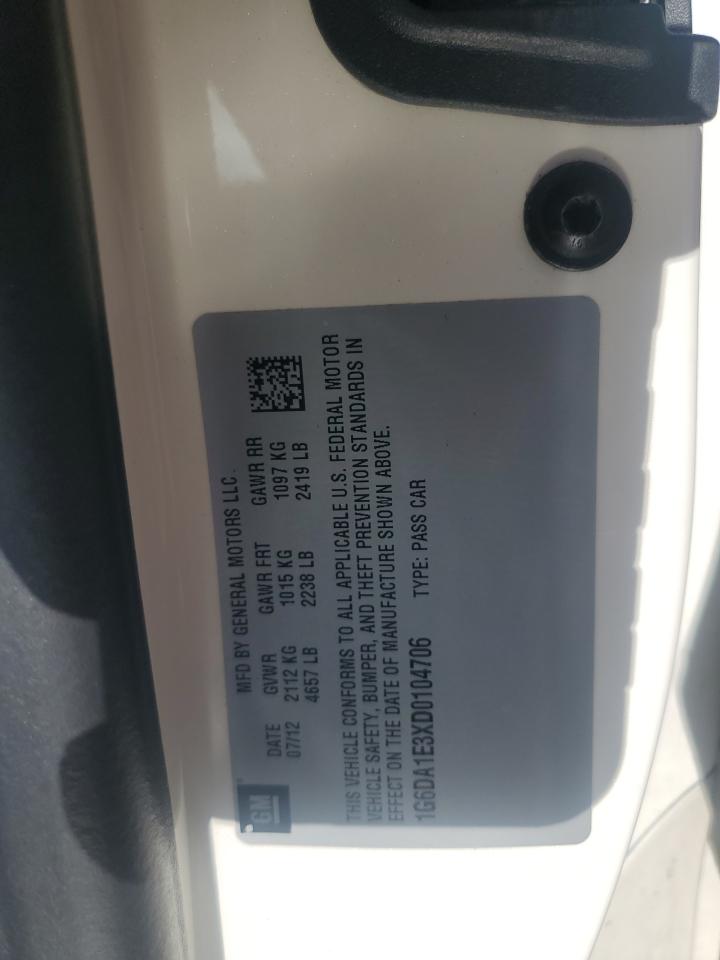 GM
MFD BY GENERAL MOTORS LLC
DATE GVWR GAWR FRT GAWR RR
07/12 2112 KG 1015 KG 1097 KG
4657 LB 2238 LB 2419 LB
THIS VEHICLE CONFORMS TO ALL APPLICABLE U.S. FEDERAL MOTOR
VEHICLE SAFETY, BUMPER, AND THEFT PREVENTION STANDARDS IN
EFFECT ON THE DATE OF MANUFACTURE SHOWN ABOVE.
1G6DA1E3XD0104706 TYPE: PASS CAR